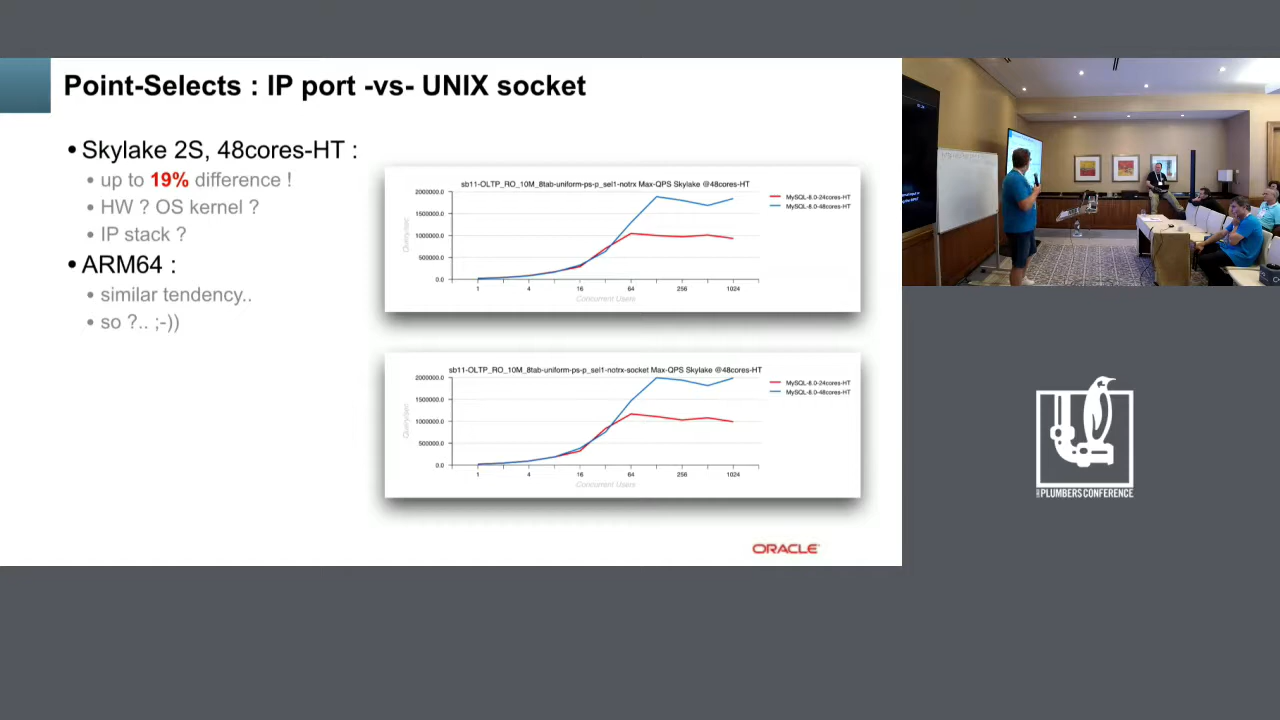 Point-Selects : IP port -vs- UNIX socket
• Skylake 2S, 48cores-HT :
• up to 19% difference !
• HW ? OS kernel ?
• IP stack ?
• ARM64 :
• similar tendency..
• so ?.. ;-))
sb11-OLTP_RO_10M_8tab-uniform-ps-p_sel1-notrx Max-QPS Skylake @48cores-HT
2000000.0
1500000.0
1000000.0
500000.0
0.0
Query/sec
1 4 16 64 256 1024
Concurrent Users
MySQL-8.0-24cores-HT
MySQL-8.0-48cores-HT
sb11-OLTP_RO_10M_8tab-uniform-ps-p_sel1-notrx-socket Max-QPS Skylake @48cores-HT
2000000.0
1500000.0
1000000.0
500000.0
0.0
Query/sec
1 4 16 64 256 1024
Concurrent Users
MySQL-8.0-24cores-HT
MySQL-8.0-48cores-HT
ORACLE
PLUMBERS CONFERENCE